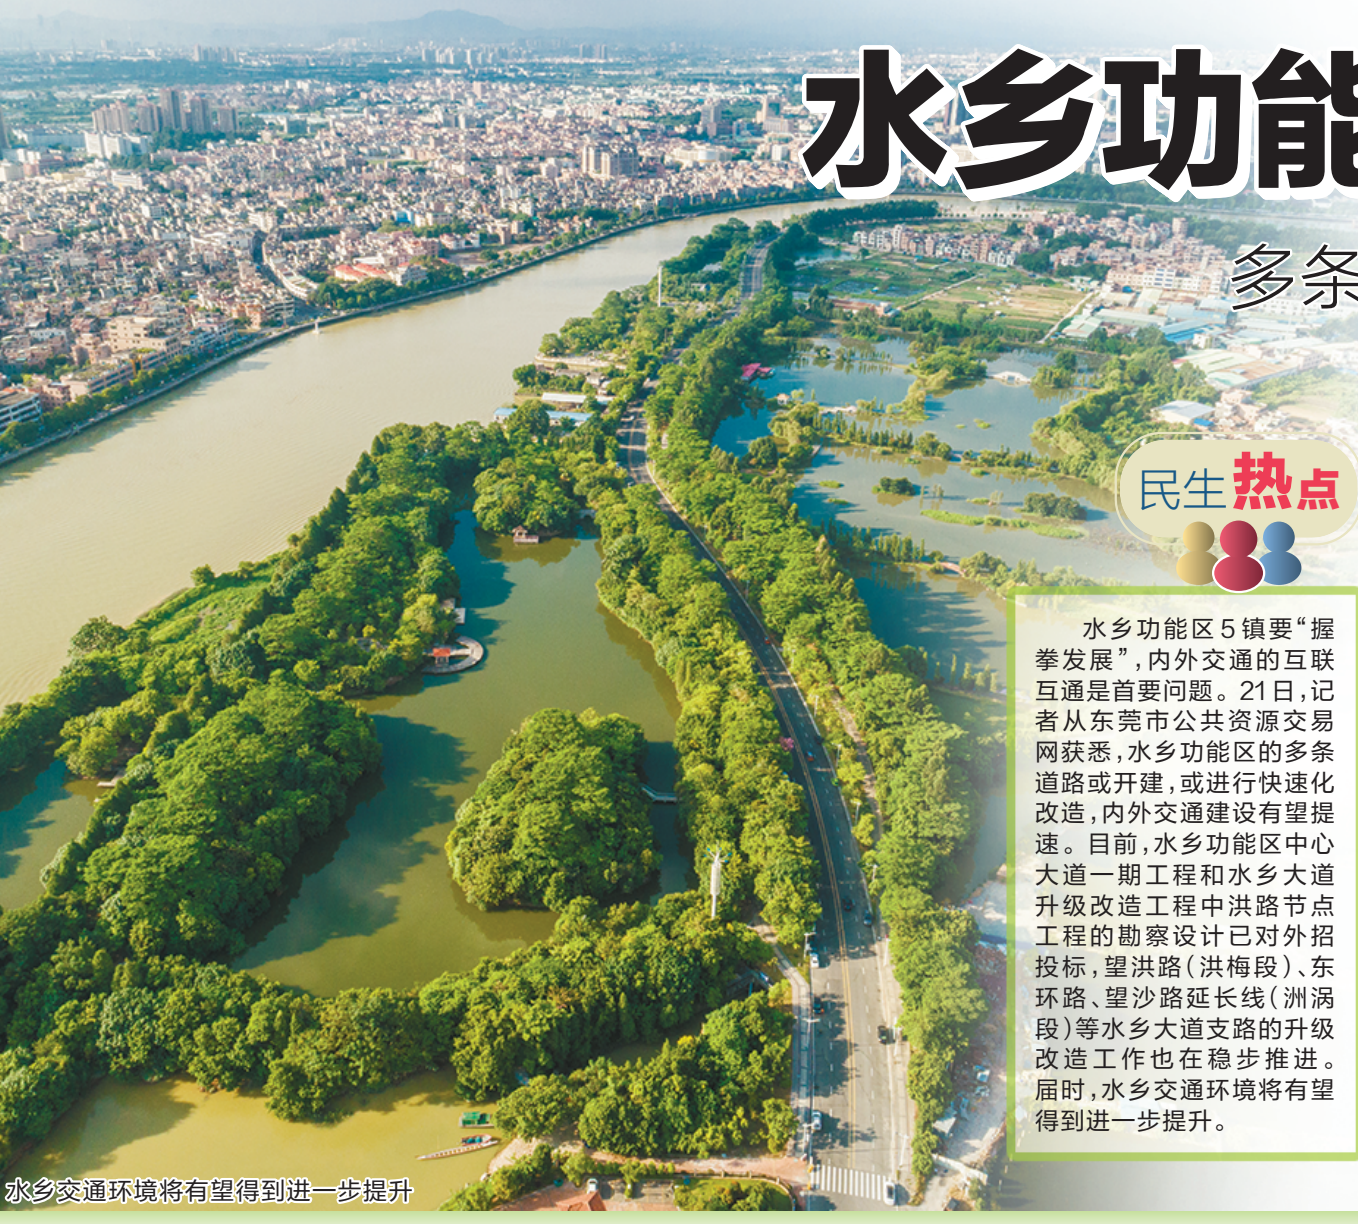 水乡功能
多条
民生热点
水乡功能区5镇要“握
拳发展”,内外交通的互联
互通是首要问题。21日,记
者从东莞市公共资源交易
网获悉,水乡功能区的多条
道路或开建,或进行快速化
改造,内外交通建设有望提
速。目前,水乡功能区中心
大道一期工程和水乡大道
升级改造工程中洪路节点
工程的勘察设计已对外招
投标,望洪路(洪梅段)、东
环路、望沙路延长线(洲涡
段)等水乡大道支路的升级
改造工作也在稳步推进。
届时,水乡交通环境将有望
得到进一步提升。
水乡交通环境将有望得到进一步提升